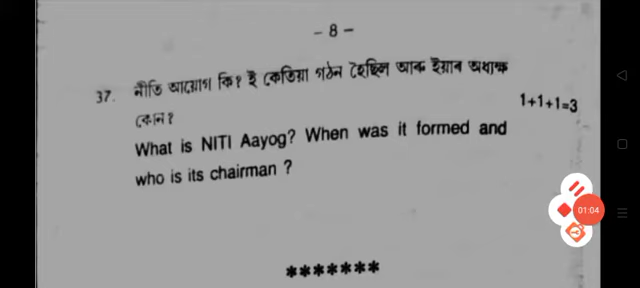 - 8 -
37. নীতি আয়োগ কি? ই কেতিয়া গঠন হৈছিল আৰু ইয়াৰ অধ্যক্ষ
কোন?
1+1+1=3
What is NITI Aayog? When was it formed and
who is its chairman ?
*******
01:04